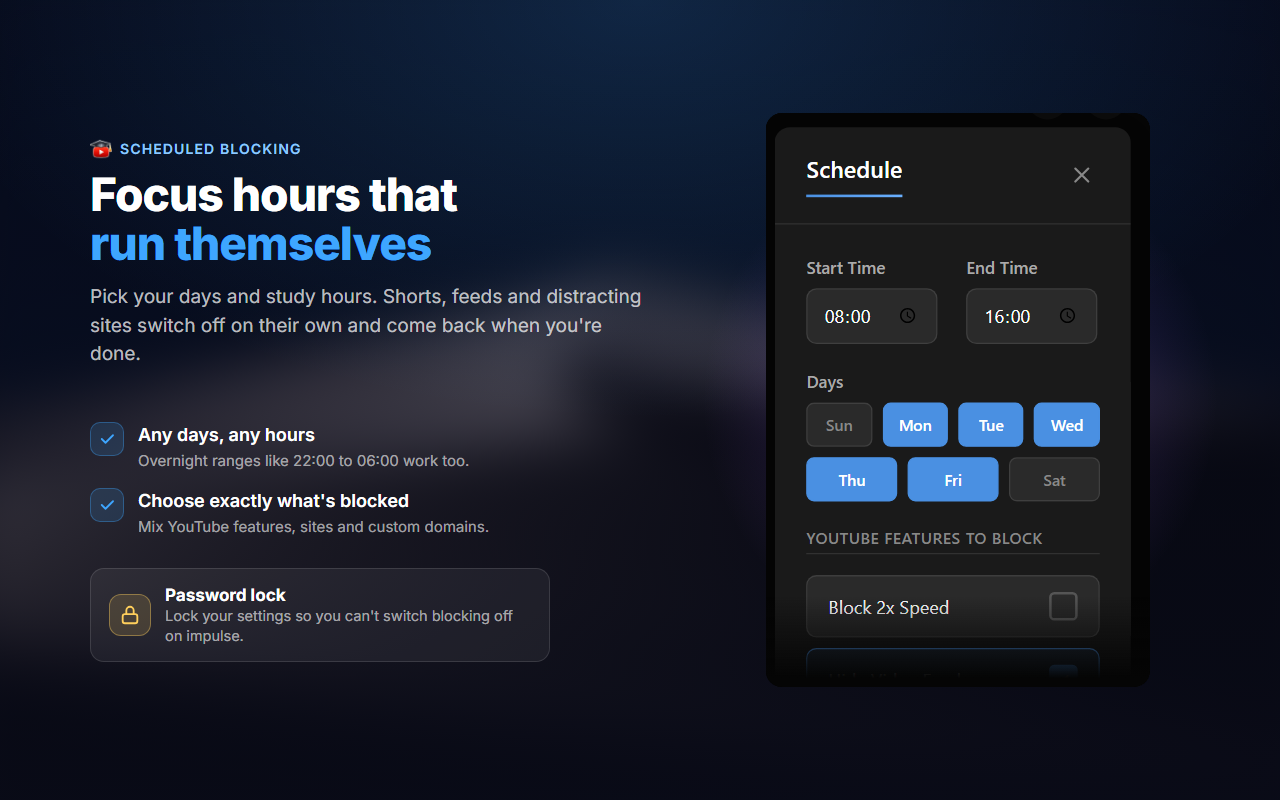 SCHEDULED BLOCKING
Focus hours that
run themselves
Pick your days and study hours. Shorts, feeds and distracting
sites switch off on their own and come back when you're
done.
Any days, any hours
Overnight ranges like 22:00 to 06:00 work too.
Choose exactly what's blocked
Mix YouTube features, sites and custom domains.
Password lock
Lock your settings so you can't switch blocking off
on impulse.
Schedule
Start Time End Time
08:00 16:00
Days
Sun Mon Tue Wed
Thu Fri Sat
YOUTUBE FEATURES TO BLOCK
Block 2x Speed